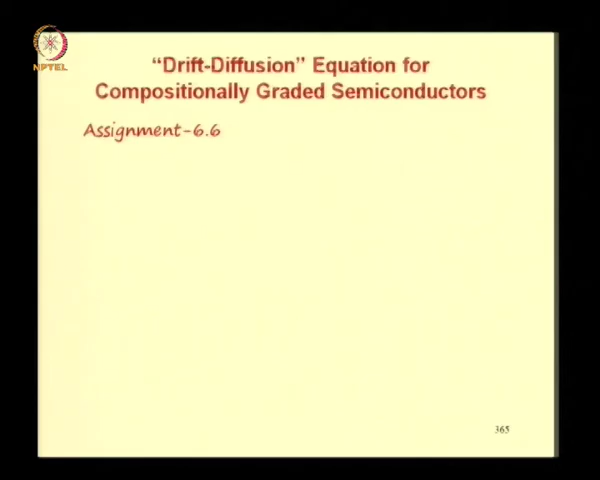 NPTEL
"Drift-Diffusion" Equation for
Compositionally Graded Semiconductors
Assignment-6.6
365